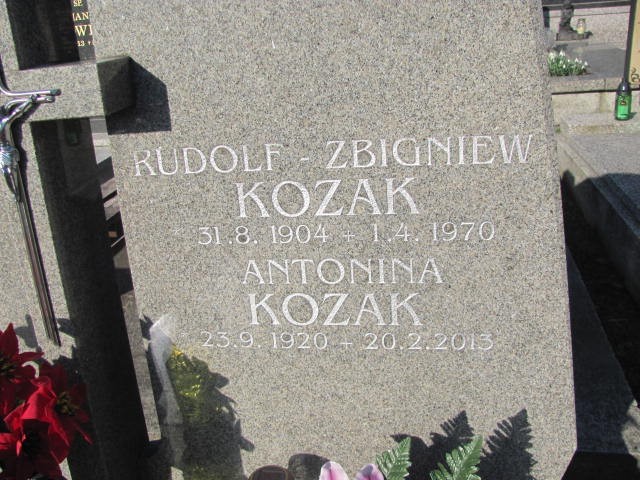 RUDOLF - ZBIGNIEW
KOZAK
* 31.8. 1904 + 1.4. 1970
ANTONINA
KOZAK
* 23.9. 1920 + 20.2.2013